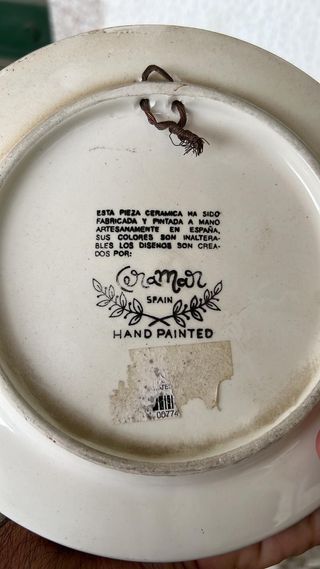 ESTA PIEZA CERAMICA HA SIDO
FABRICADA Y PINTADA A MANO
ARTESANAMENTE EN ESPAÑA,
SUS COLORES SON INALTERA-
BLES LOS DISEÑOS SON CREA-
DOS POR:
CeraMar
SPAIN
HAND PAINTED
00774